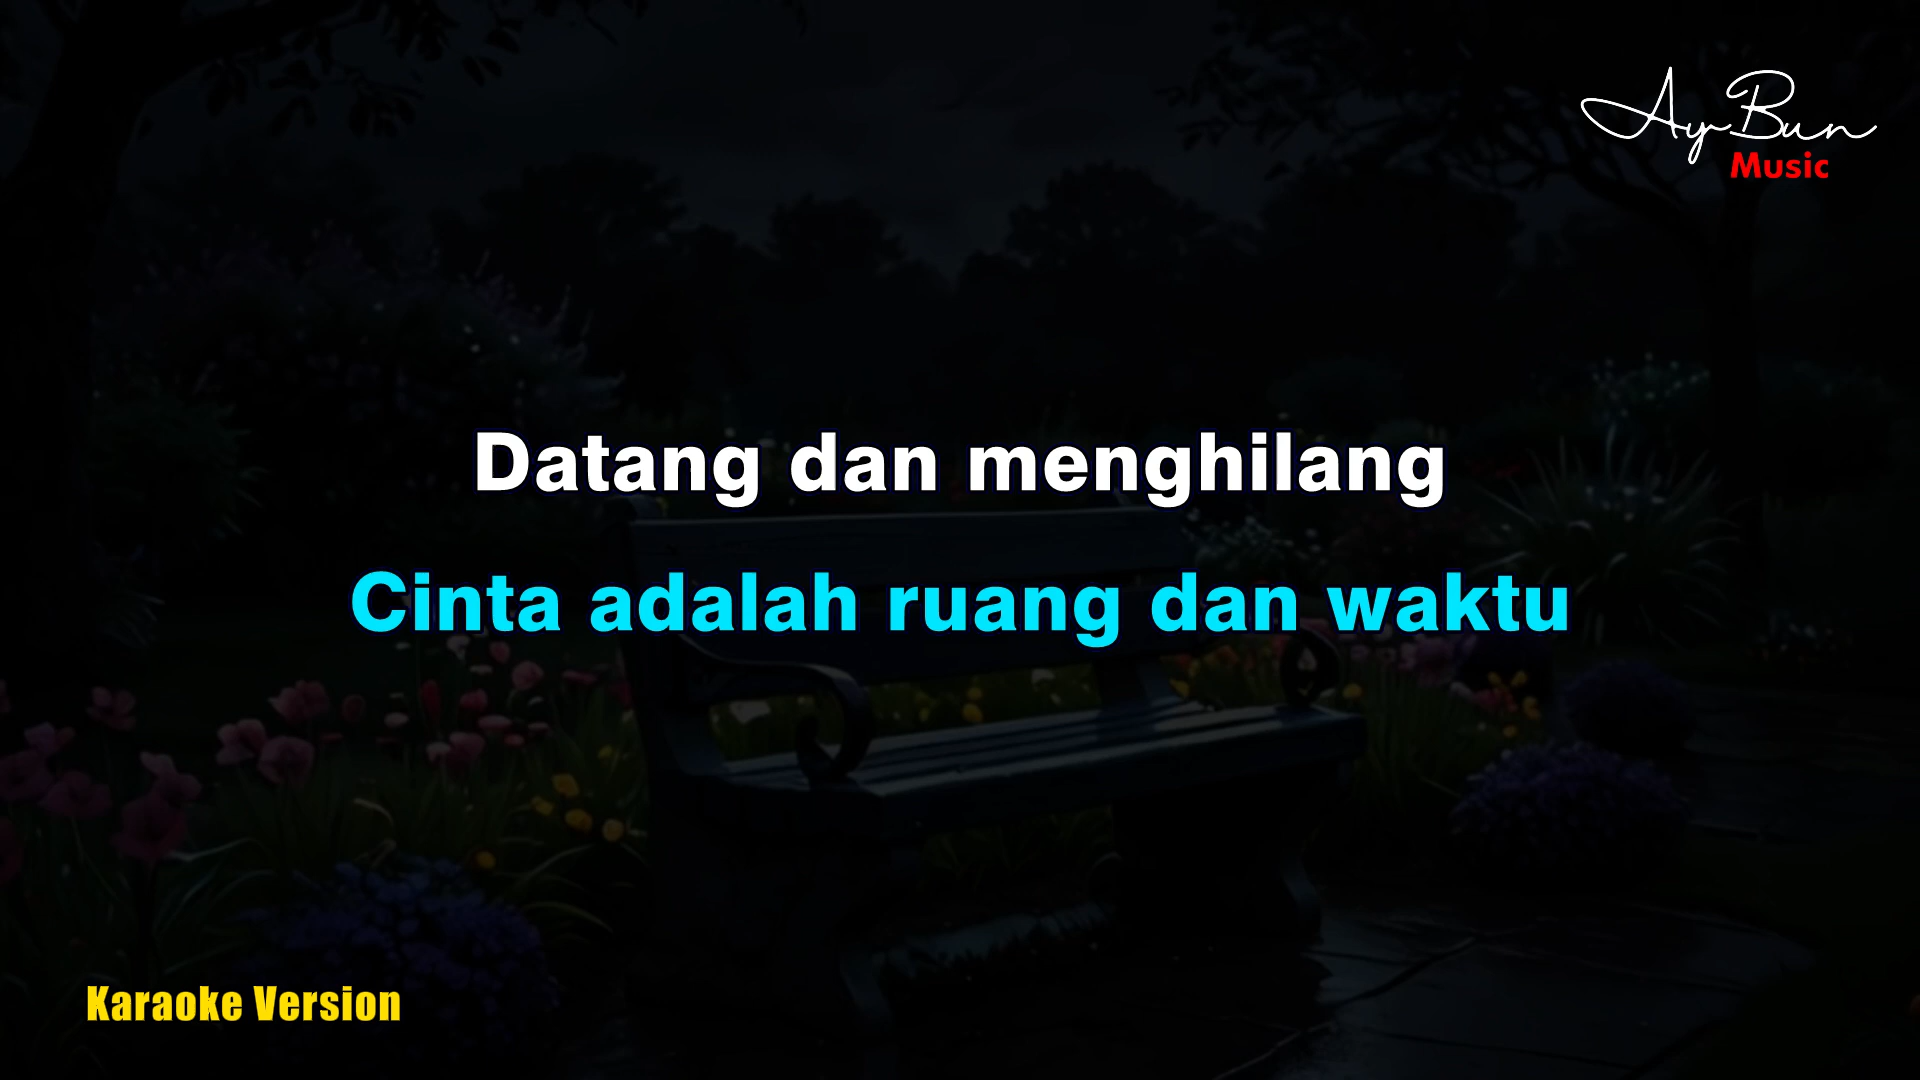 AyBun
Music
Datang dan menghilang
Cinta adalah ruang dan waktu
Karaoke Version